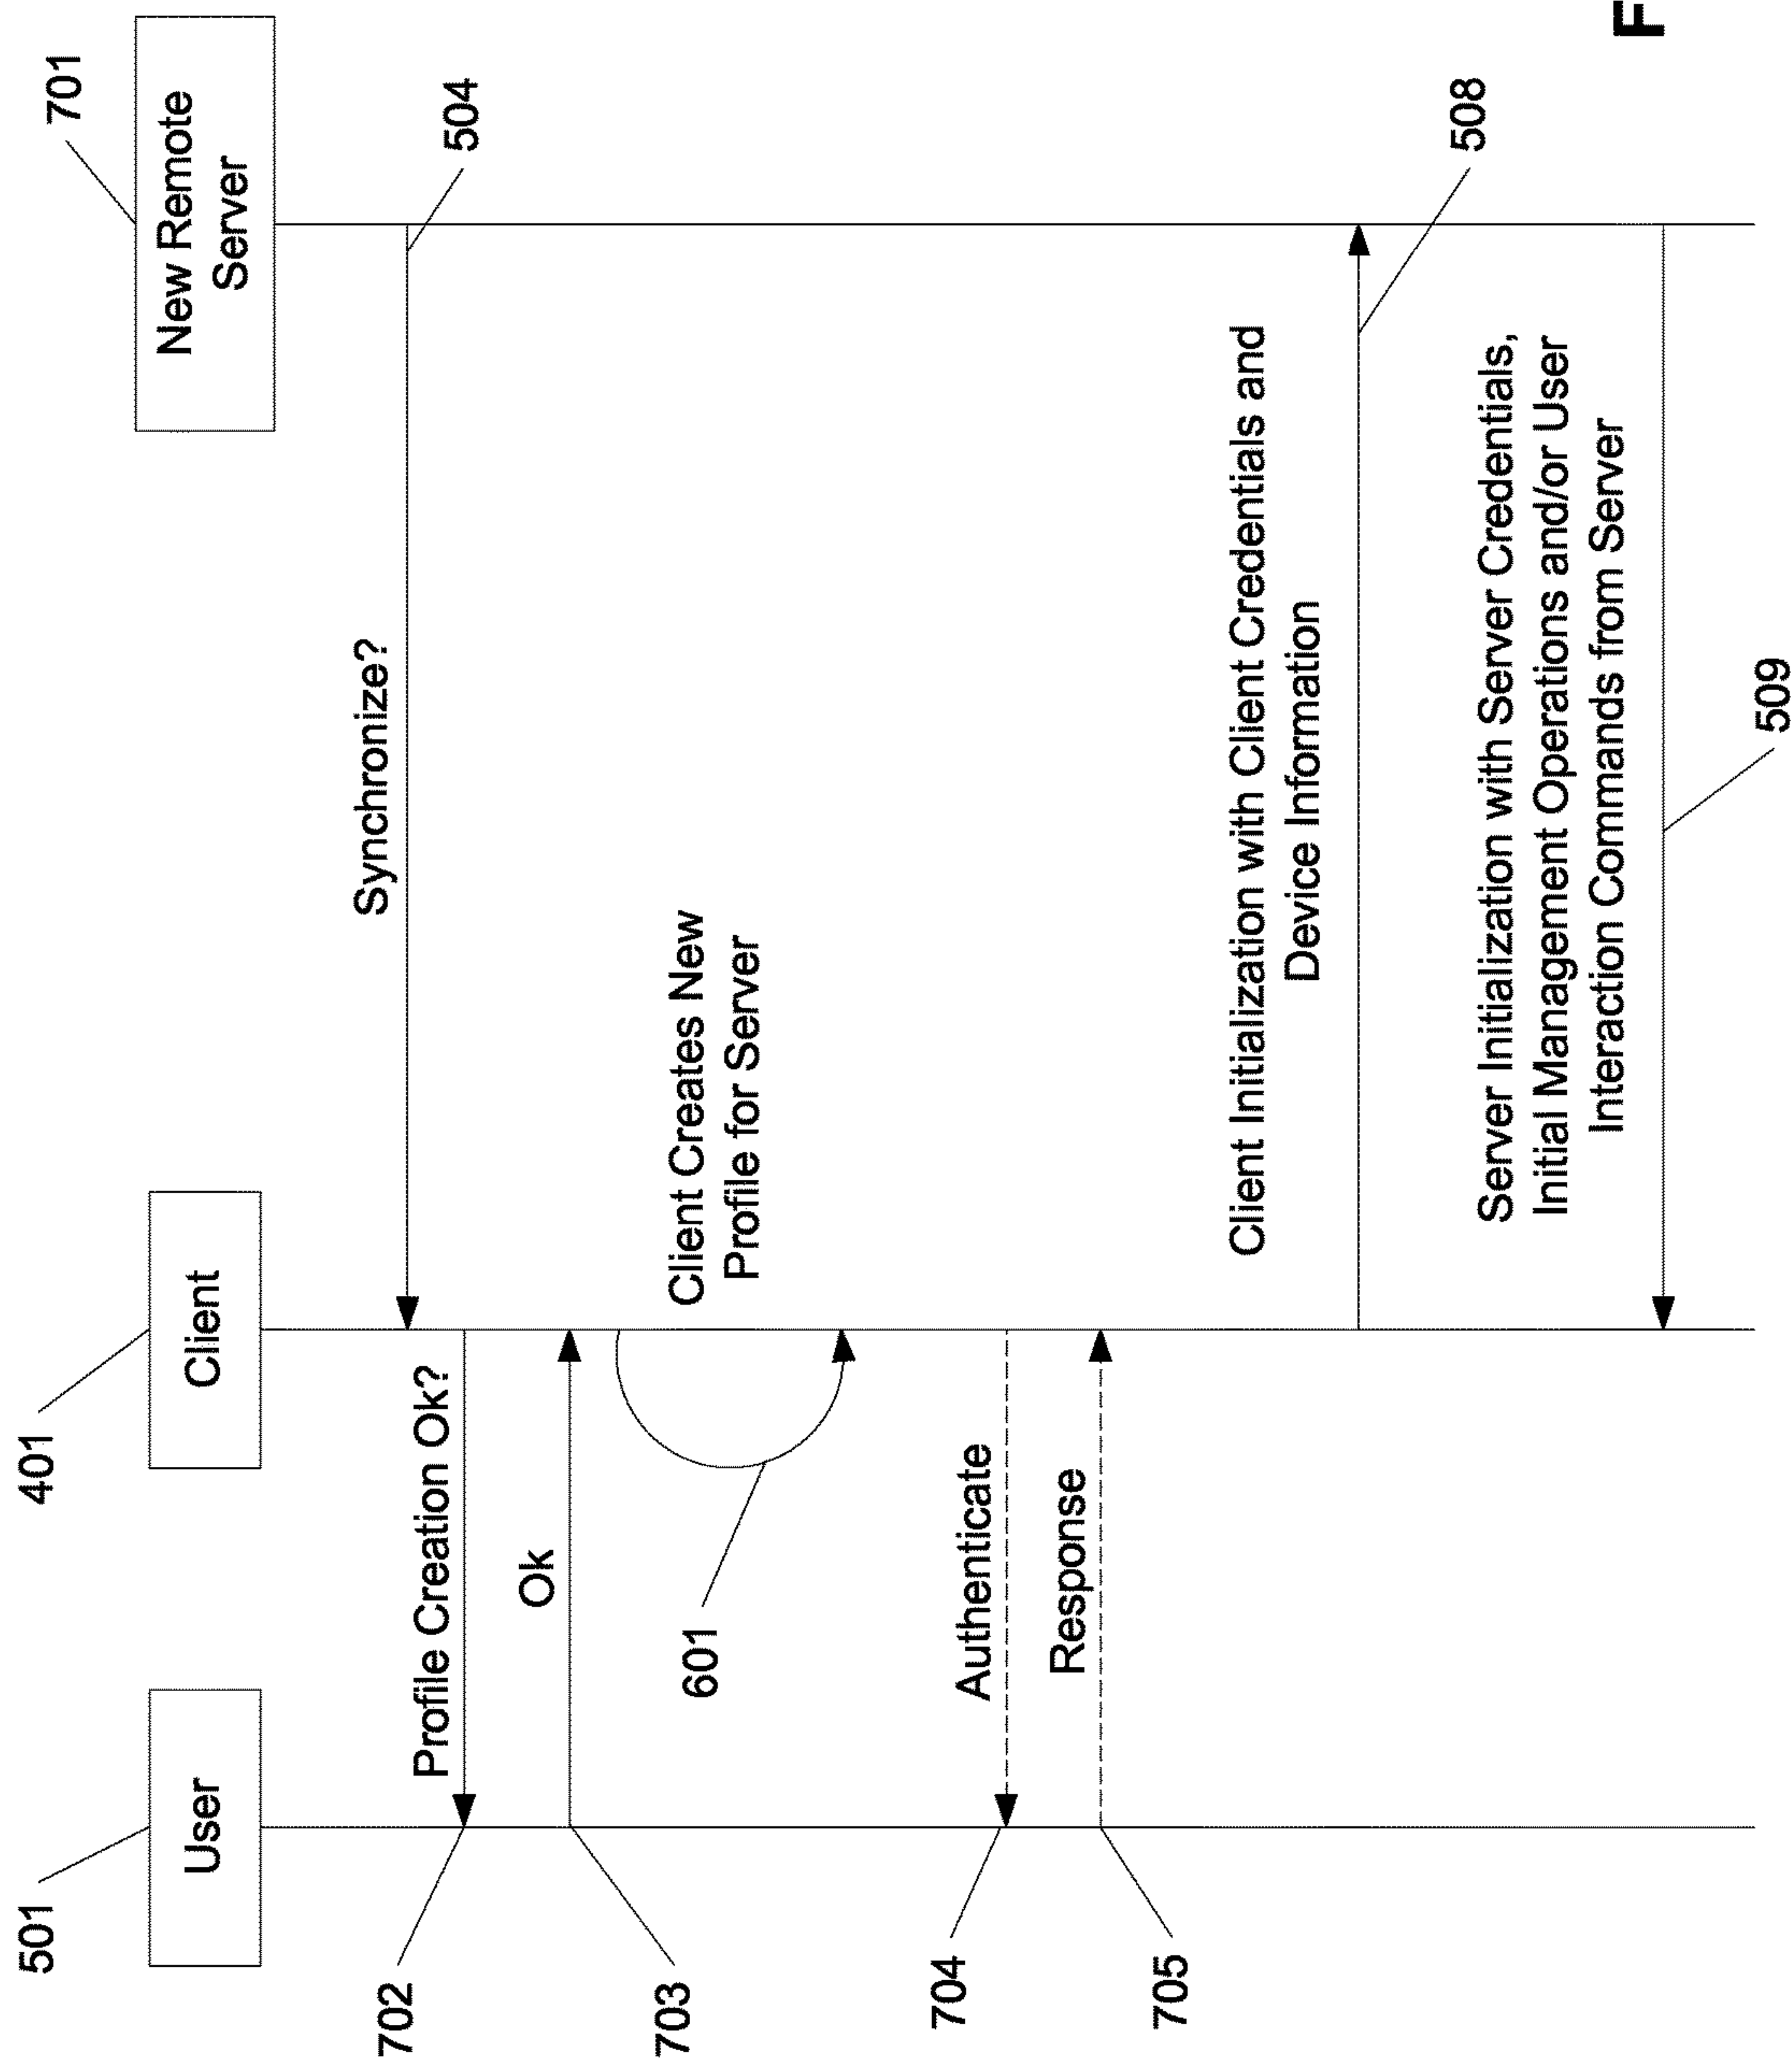 501
401
701
User
Client
New Remote
Server
Synchronize?
504
Profile Creation Ok?
702
Ok
703
Client Creates New
Profile for Server
601
Authenticate
704
Response
705
Client Initialization with Client Credentials and
Device Information
508
Server Initialization with Server Credentials,
Initial Management Operations and/or User
Interaction Commands from Server
509
F